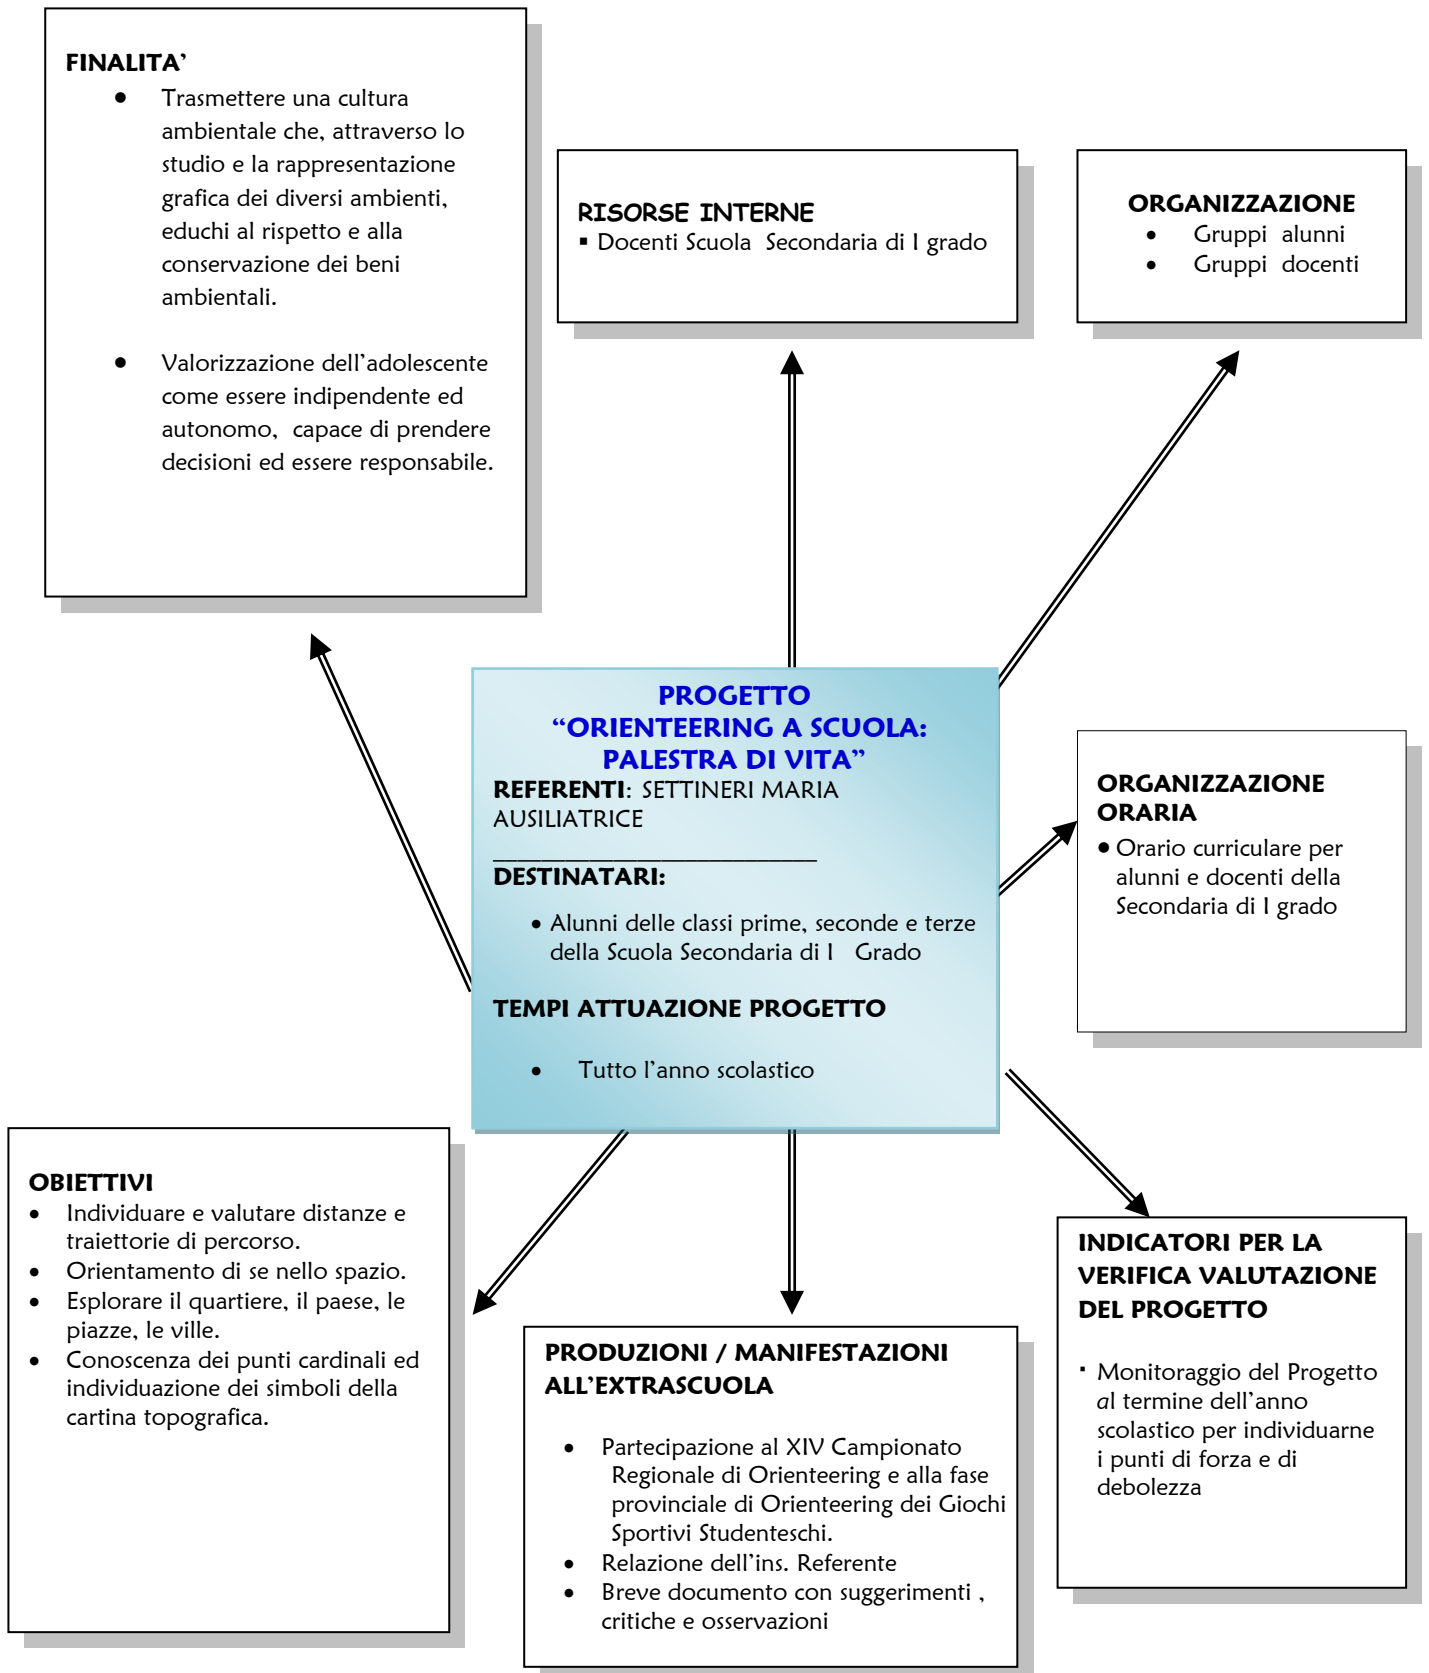 FINALITA’
• Trasmettere una cultura
ambientale che, attraverso lo
studio e la rappresentazione
grafica dei diversi ambienti,
educhi al rispetto e alla
conservazione dei beni
ambientali.
• Valorizzazione dell’adolescente
come essere indipendente ed
autonomo, capace di prendere
decisioni ed essere responsabile.
RISORSE INTERNE
▪ Docenti Scuola Secondaria di I grado
ORGANIZZAZIONE
• Gruppi alunni
• Gruppi docenti
PROGETTO
“ORIENTEERING A SCUOLA:
PALESTRA DI VITA”
REFERENTI: SETTINERI MARIA
AUSILIATRICE
___________________________
DESTINATARI:
• Alunni delle classi prime, seconde e terze
della Scuola Secondaria di I Grado
TEMPI ATTUAZIONE PROGETTO
• Tutto l’anno scolastico
ORGANIZZAZIONE
ORARIA
• Orario curriculare per
alunni e docenti della
Secondaria di I grado
OBIETTIVI
• Individuare e valutare distanze e
traiettorie di percorso.
• Orientamento di se nello spazio.
• Esplorare il quartiere, il paese, le
piazze, le ville.
• Conoscenza dei punti cardinali ed
individuazione dei simboli della
cartina topografica.
PRODUZIONI / MANIFESTAZIONI
ALL’EXTRASCUOLA
• Partecipazione al XIV Campionato
Regionale di Orienteering e alla fase
provinciale di Orienteering dei Giochi
Sportivi Studenteschi.
• Relazione dell’ins. Referente
• Breve documento con suggerimenti ,
critiche e osservazioni
INDICATORI PER LA
VERIFICA VALUTAZIONE
DEL PROGETTO
▪ Monitoraggio del Progetto
al termine dell’anno
scolastico per individuarne
i punti di forza e di
debolezza